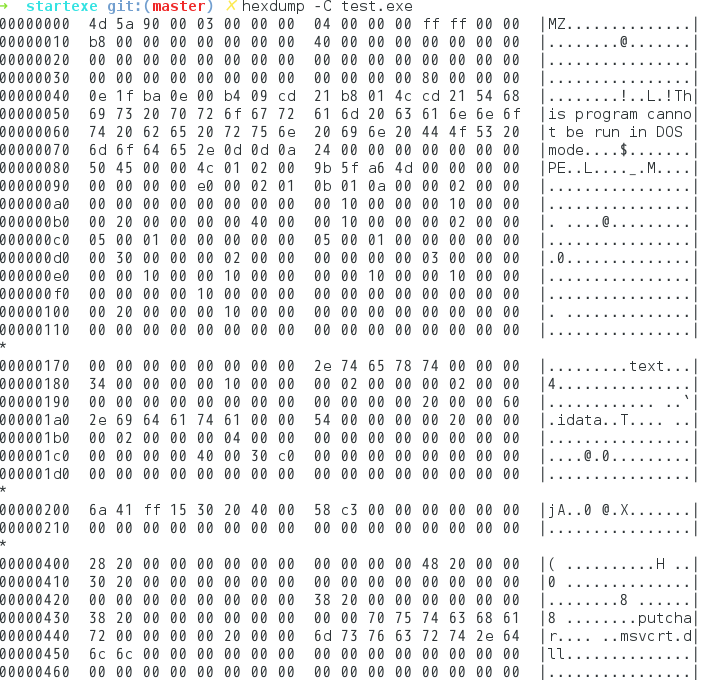 → startexe git:(master) ✗ hexdump -C test.exe
00000000 4d 5a 90 00 03 00 00 00 04 00 00 00 ff ff 00 00 |MZ..............|
00000010 b8 00 00 00 00 00 00 00 40 00 00 00 00 00 00 00 |........@.......|
00000020 00 00 00 00 00 00 00 00 00 00 00 00 00 00 00 00 |................|
00000030 00 00 00 00 00 00 00 00 00 00 00 00 80 00 00 00 |................|
00000040 0e 1f ba 0e 00 b4 09 cd 21 b8 01 4c cd 21 54 68 |........!..L.!Th|
00000050 69 73 20 70 72 6f 67 72 61 6d 20 63 61 6e 6e 6f |is program canno|
00000060 74 20 62 65 20 72 75 6e 20 69 6e 20 44 4f 53 20 |t be run in DOS |
00000070 6d 6f 64 65 2e 0d 0d 0a 24 00 00 00 00 00 00 00 |mode....$.......|
00000080 50 45 00 00 4c 01 02 00 9b 5f a6 4d 00 00 00 00 |PE..L...._.M....|
00000090 00 00 00 00 e0 00 02 01 0b 01 0a 00 00 02 00 00 |................|
000000a0 00 00 00 00 00 00 00 00 00 10 00 00 00 10 00 00 |................|
000000b0 00 20 00 00 00 00 40 00 00 10 00 00 00 02 00 00 |. ....@.........|
000000c0 05 00 01 00 00 00 00 00 05 00 01 00 00 00 00 00 |................|
000000d0 00 30 00 00 00 02 00 00 00 00 00 00 03 00 00 00 |.0..............|
000000e0 00 00 10 00 00 10 00 00 00 00 10 00 00 10 00 00 |................|
000000f0 00 00 00 00 10 00 00 00 00 00 00 00 00 00 00 00 |................|
00000100 00 20 00 00 00 10 00 00 00 00 00 00 00 00 00 00 |. ..............|
00000110 00 00 00 00 00 00 00 00 00 00 00 00 00 00 00 00 |................|
*
00000170 00 00 00 00 00 00 00 00 2e 74 65 78 74 00 00 00 |.........text...|
00000180 34 00 00 00 00 10 00 00 00 02 00 00 00 02 00 00 |4...............|
00000190 00 00 00 00 00 00 00 00 00 00 00 00 20 00 00 60 |............ ..`|
000001a0 2e 69 64 61 74 61 00 00 54 00 00 00 00 20 00 00 |.idata..T.... ..|
000001b0 00 02 00 00 00 04 00 00 00 00 00 00 00 00 00 00 |................|
000001c0 00 00 00 00 40 00 30 c0 00 00 00 00 00 00 00 00 |....@.0.........|
000001d0 00 00 00 00 00 00 00 00 00 00 00 00 00 00 00 00 |................|
*
00000200 6a 41 ff 15 30 20 40 00 58 c3 00 00 00 00 00 00 |jA..0 @.X.......|
00000210 00 00 00 00 00 00 00 00 00 00 00 00 00 00 00 00 |................|
*
00000400 28 20 00 00 00 00 00 00 00 00 00 00 48 20 00 00 |( ..........H ..|
00000410 30 20 00 00 00 00 00 00 00 00 00 00 00 00 00 00 |0 ..............|
00000420 00 00 00 00 00 00 00 00 38 20 00 00 00 00 00 00 |........8 ......|
00000430 38 20 00 00 00 00 00 00 00 00 70 75 74 63 68 61 |8 ........putcha|
00000440 72 00 00 00 00 20 00 00 6d 73 76 63 72 74 2e 64 |r.... ..msvcrt.d|
00000450 6c 6c 00 00 00 00 00 00 00 00 00 00 00 00 00 00 |ll..............|
00000460 00 00 00 00 00 00 00 00 00 00 00 00 00 00 00 00 |................|